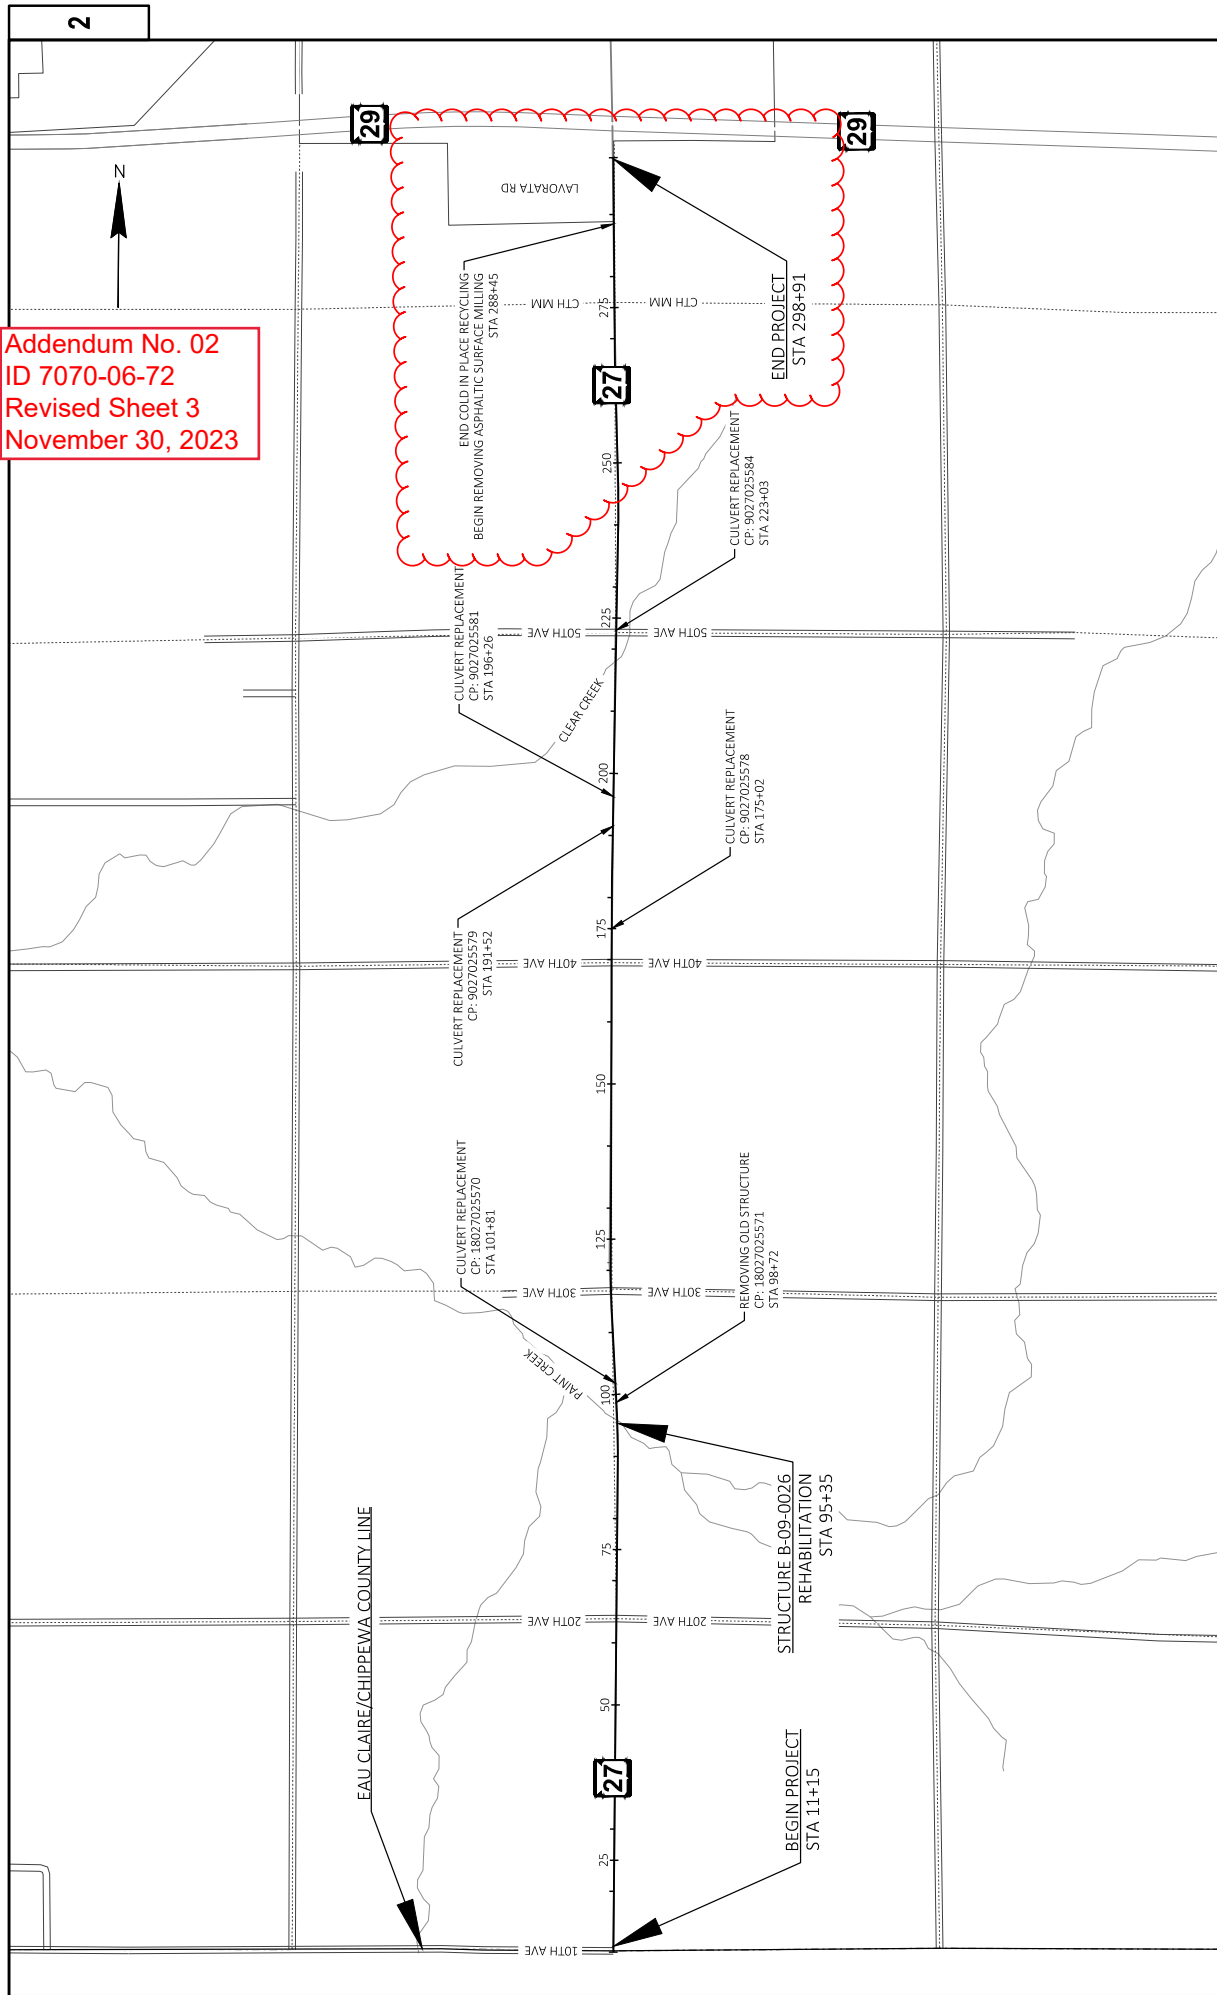 2
29
29
N
LAVORATA RD
END COLD IN PLACE RECYCLING
BEGIN REMOVING ASPHALTIC SURFACE MILLING
STA 288+45
CTH MM
CTH MM
275
END PROJECT
STA 298+91
Addendum No. 02
ID 7070-06-72
Revised Sheet 3
November 30, 2023
27
250
CULVERT REPLACEMENT
CP: 9027025584
STA 223+03
CULVERT REPLACEMENT
CP: 9027025581
STA 196+26
50TH AVE
225
50TH AVE
CLEAR CREEK
200
CULVERT REPLACEMENT
CP: 9027025578
STA 175+02
CULVERT REPLACEMENT
CP: 9027025579
STA 191+52
175
40TH AVE
40TH AVE
150
CULVERT REPLACEMENT
CP: 18027025570
STA 101+81
125
REMOVING OLD STRUCTURE
CP: 18027025571
STA 98+72
30TH AVE
30TH AVE
PAINT CREEK
100
STRUCTURE B-09-0026
REHABILITATION
STA 95+35
75
EAU CLAIRE/CHIPPEWA COUNTY LINE
20TH AVE
20TH AVE
50
27
BEGIN PROJECT
STA 11+15
25
10TH AVE